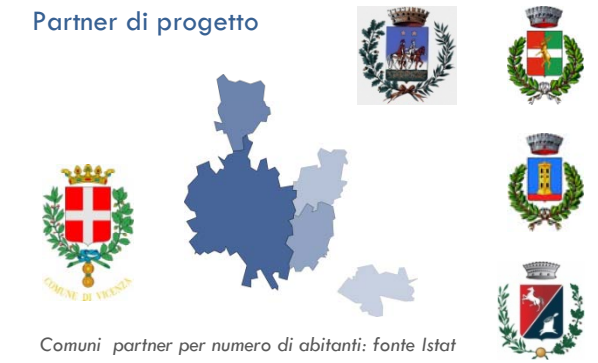 Partner di progetto
COMUNE DI VICENZA
Comuni partner per numero di abitanti: fonte Istat